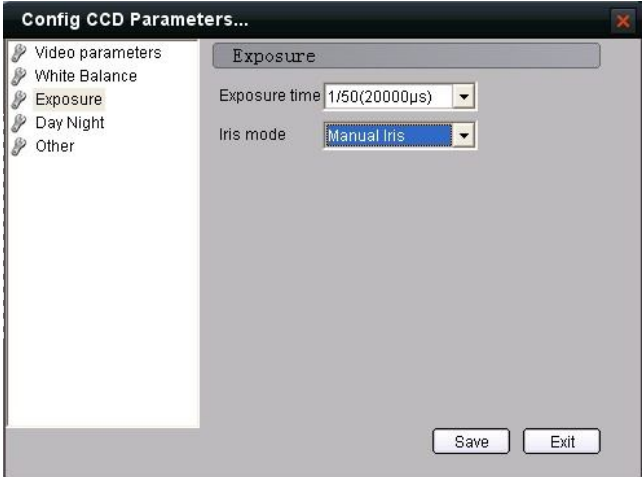 Config CCD Parameters...
Video parameters
White Balance
Exposure
Day Night
Other
Exposure
Exposure time 1/50(20000µs)
Iris mode Manual Iris
Save Exit